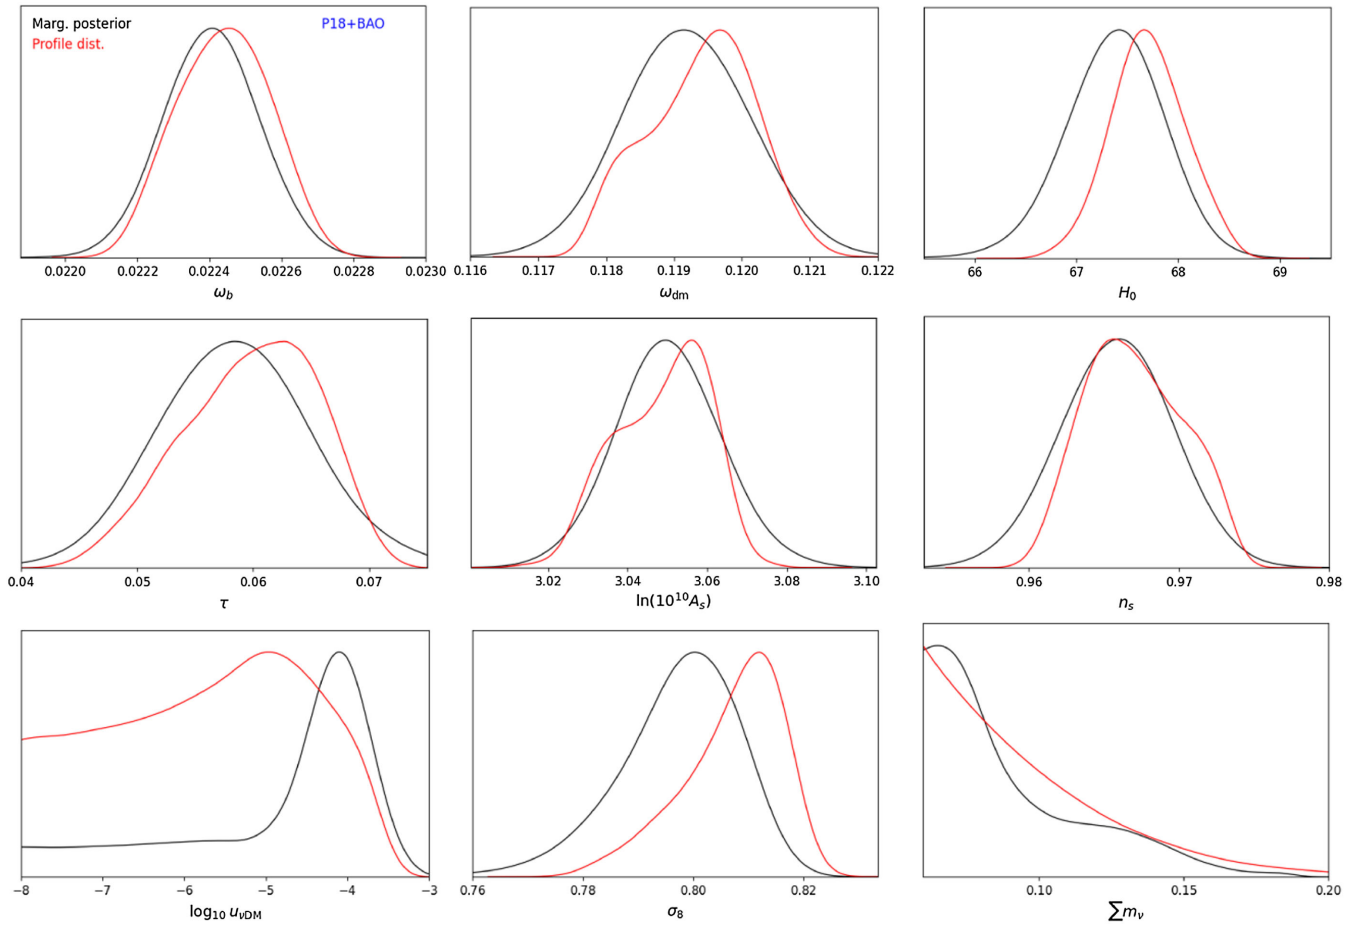 Marg. posterior
P18+BAO
Profile dist.
0.0220 0.0222 0.0224 0.0226 0.0228 0.0230
ω_b
0.116 0.117 0.118 0.119 0.120 0.121 0.122
ω_dm
66 67 68 69
H_0
0.04 0.05 0.06 0.07
τ
3.02 3.04 3.06 3.08 3.10
ln(10^10 A_s)
0.96 0.97 0.98
n_s
−8 −7 −6 −5 −4 −3
log_10 u_νDM
0.76 0.78 0.80 0.82
σ_8
0.10 0.15 0.20
∑m_ν